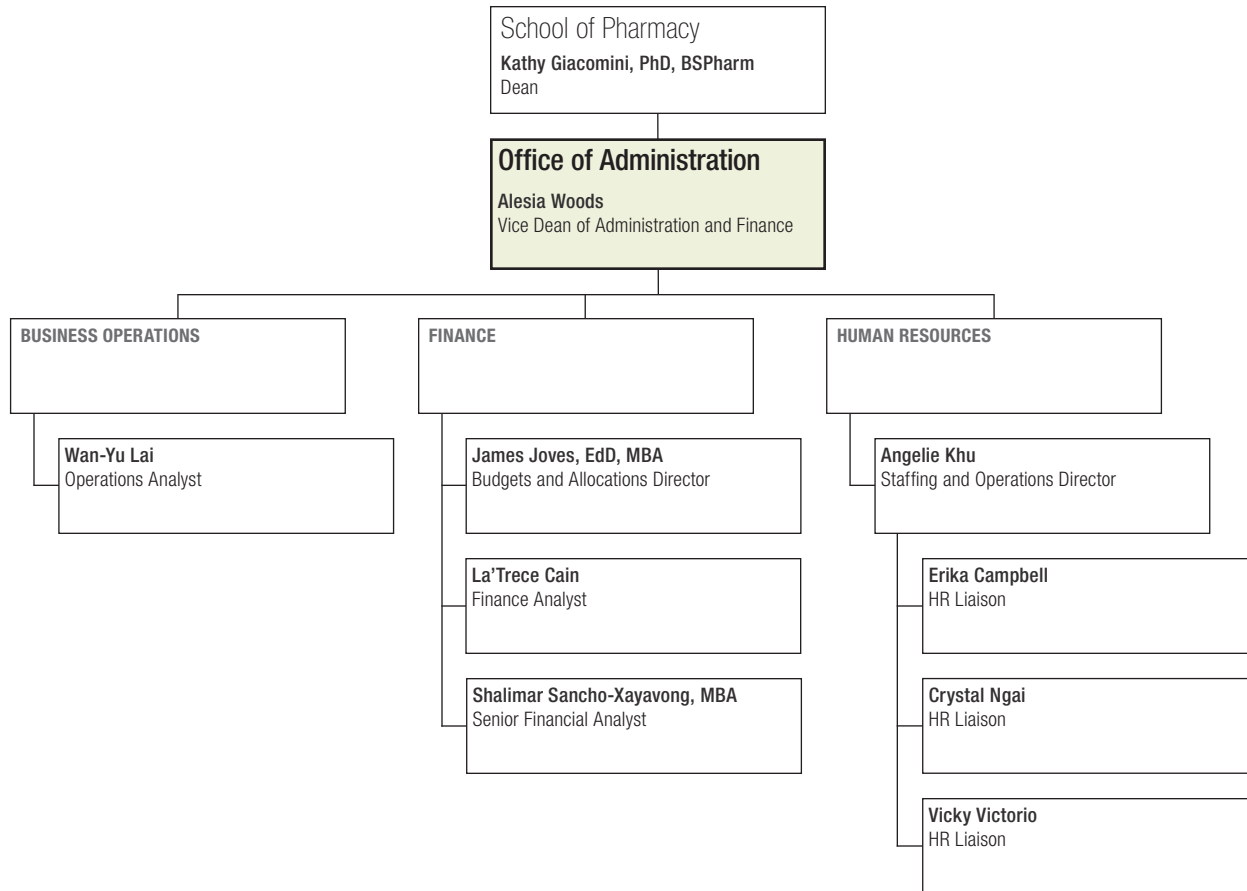 School of Pharmacy
Kathy Giacomini, PhD, BSPharm
Dean
Office of Administration
Alesia Woods
Vice Dean of Administration and Finance
BUSINESS OPERATIONS
Wan-Yu Lai
Operations Analyst
FINANCE
James Joves, EdD, MBA
Budgets and Allocations Director
La’Trece Cain
Finance Analyst
Shalimar Sancho-Xayavong, MBA
Senior Financial Analyst
HUMAN RESOURCES
Angelie Khu
Staffing and Operations Director
Erika Campbell
HR Liaison
Crystal Ngai
HR Liaison
Vicky Victorio
HR Liaison